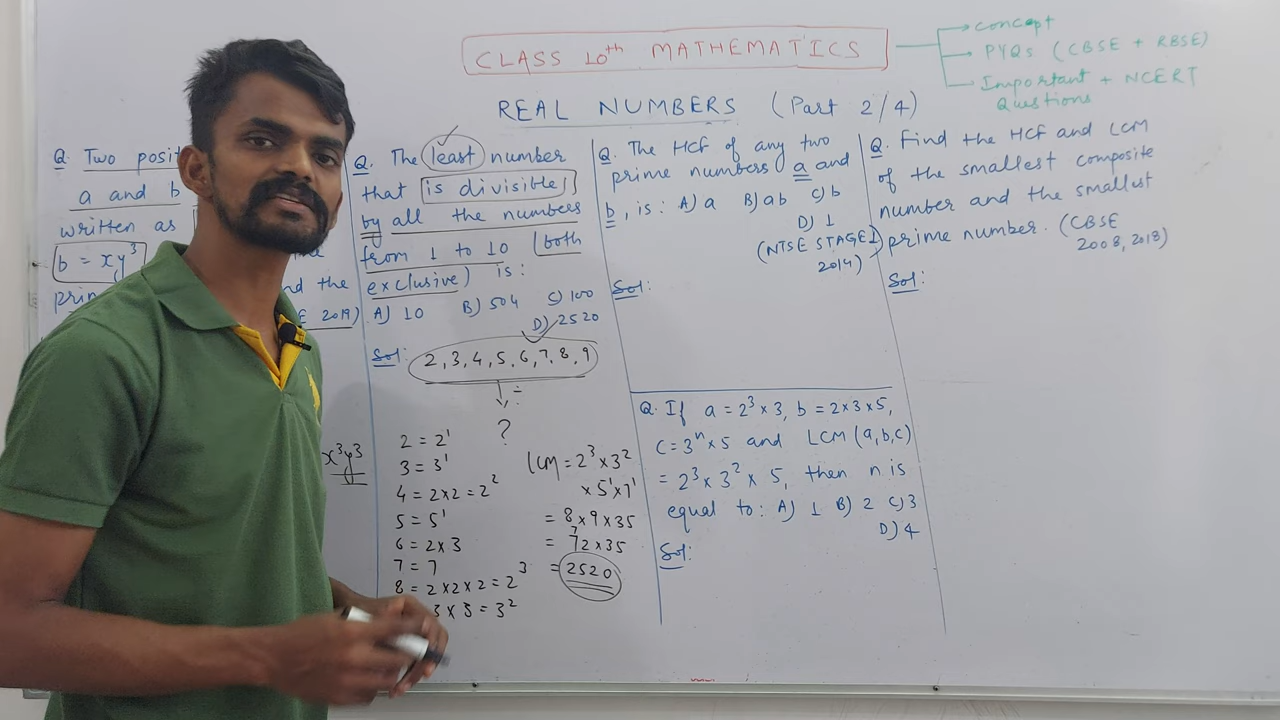 CLASS 10th MATHEMATICS
concept
PYQs (CBSE + RBSE)
Important + NCERT
Questions
REAL NUMBERS (Part 2/4)
Q. Two posit
a and b
written as
b = xy³
prim
nd the
2019)
x³y³
Q. The least number
that is divisible
by all the numbers
from 1 to 10 (both
exclusive) is:
A) 10 B) 504 C) 100
D) 2520
Sol:
2, 3, 4, 5, 6, 7, 8, 9
÷
?
2 = 2¹
3 = 3¹
4 = 2×2 = 2²
5 = 5¹
6 = 2×3
7 = 7
8 = 2×2×2 = 2³
3×3 = 3²
LCM = 2³×3²
×5¹×7¹
= 8×9×35
= 72×35
= 2520
Q. The HCF of any two
prime numbers a and
b, is: A) a B) ab C) b
D) 1
(NTSE STAGE I
2014)
Sol:
Q. If a = 2³×3, b = 2×3×5,
c = 3ⁿ×5 and LCM (a,b,c)
= 2³×3²×5, then n is
equal to: A) 1 B) 2 C) 3
D) 4
Sol:
Q. Find the HCF and LCM
of the smallest composite
number and the smallest
prime number. (CBSE
2008, 2018)
Sol: